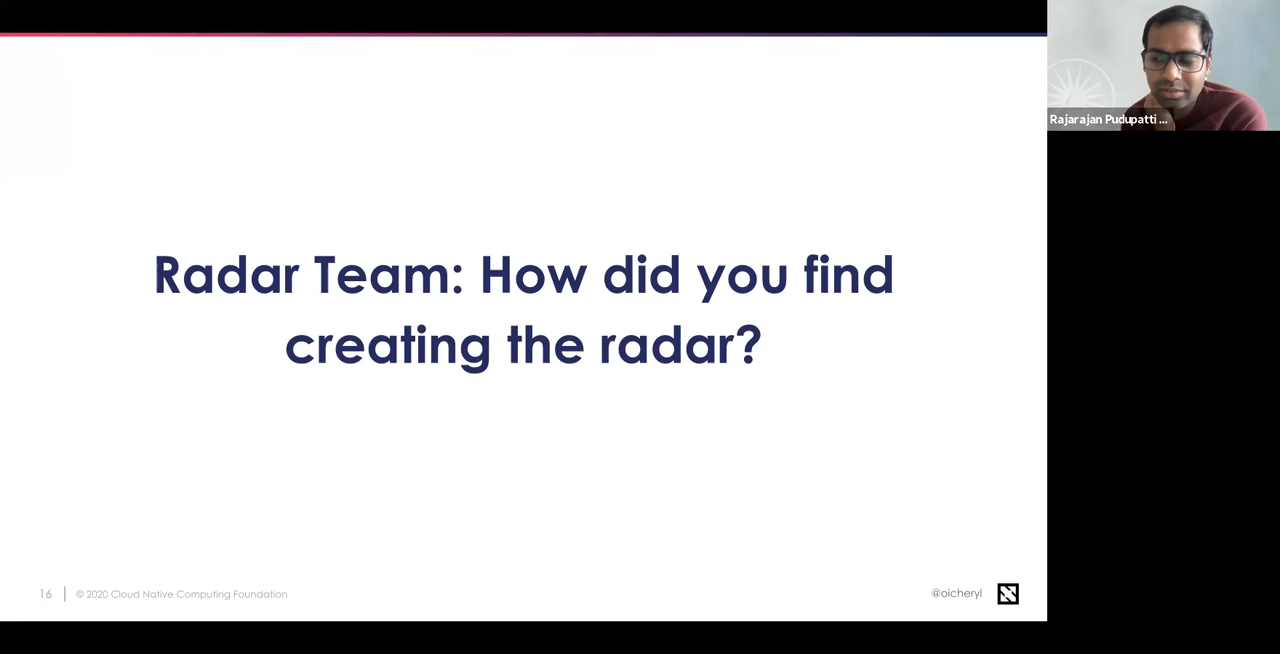 Rajarajan Pudupatti ...
Radar Team: How did you find
creating the radar?
16
© 2020 Cloud Native Computing Foundation
@oicheryl